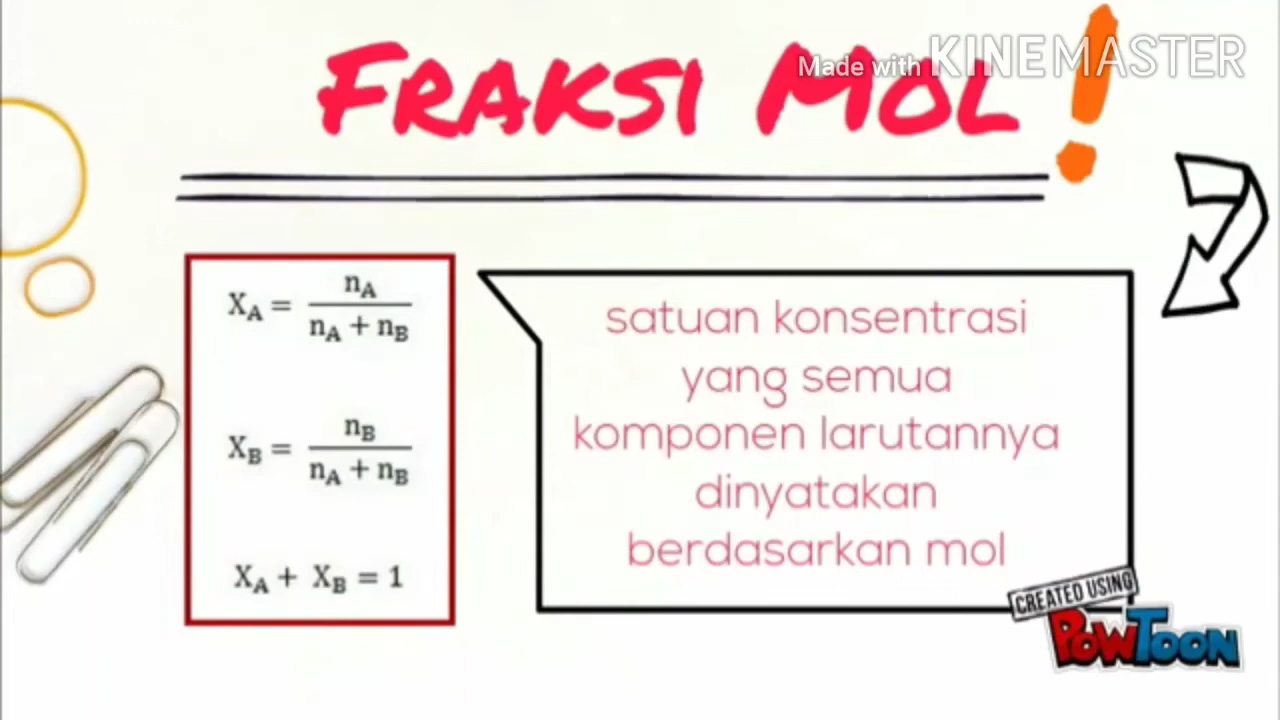 FRAKSI MOL!
Made with KINEMASTER
X_A = n_A / (n_A + n_B)
X_B = n_B / (n_A + n_B)
X_A + X_B = 1
satuan konsentrasi
yang semua
komponen larutannya
dinyatakan
berdasarkan mol
CREATED USING
POWTOON